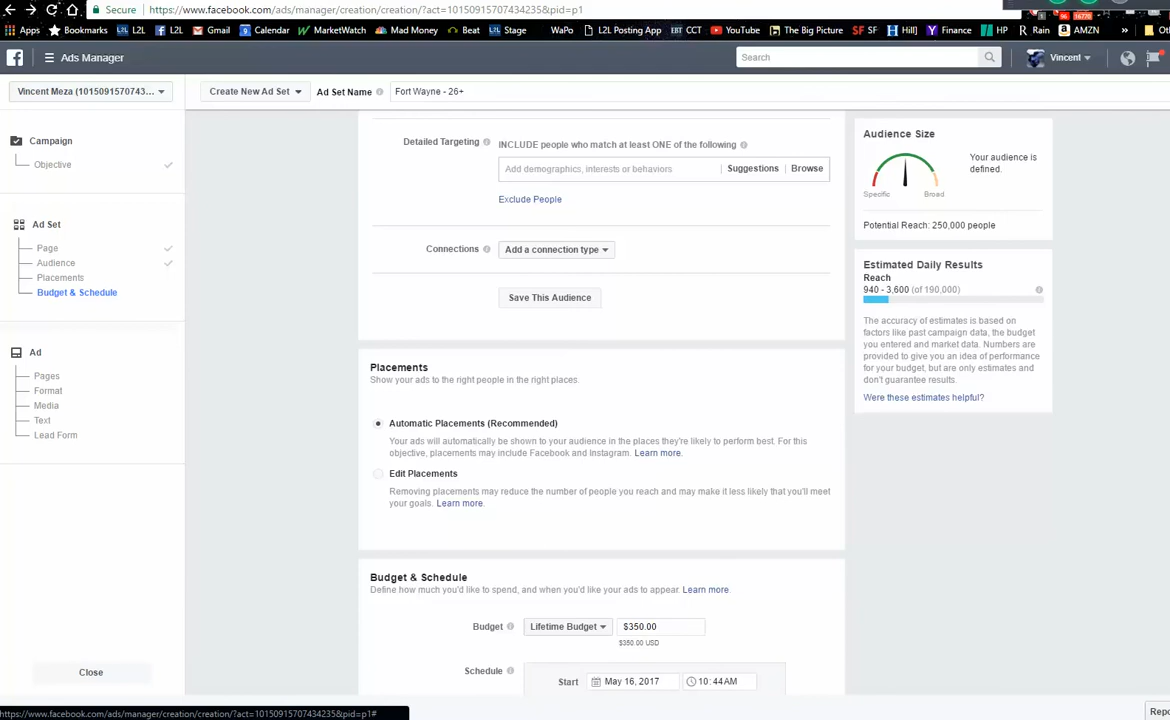 Secure https://www.facebook.com/ads/manager/creation/creation/?act=10150915707434235&pid=p1
Apps Bookmarks L2L L2L Gmail Calendar MarketWatch Mad Money Beat Stage WaPo L2L Posting App CCT YouTube The Big Picture SF Hill] Finance HP Rain AMZN »
Ads Manager Search Vincent
Vincent Meza (1015091570743... Create New Ad Set Ad Set Name Fort Wayne - 26+
Campaign
Objective
Ad Set
Page
Audience
Placements
Budget & Schedule
Ad
Pages
Format
Media
Text
Lead Form
Close
Detailed Targeting INCLUDE people who match at least ONE of the following
Add demographics, interests or behaviors Suggestions Browse
Exclude People
Connections Add a connection type
Save This Audience
Placements
Show your ads to the right people in the right places.
Automatic Placements (Recommended)
Your ads will automatically be shown to your audience in the places they're likely to perform best. For this
objective, placements may include Facebook and Instagram. Learn more.
Edit Placements
Removing placements may reduce the number of people you reach and may make it less likely that you'll meet
your goals. Learn more.
Budget & Schedule
Define how much you'd like to spend, and when you'd like your ads to appear. Learn more.
Budget Lifetime Budget $350.00
$350.00 USD
Schedule Start May 16, 2017 10:44AM
Audience Size
Your audience is
defined.
Specific Broad
Potential Reach: 250,000 people
Estimated Daily Results
Reach
940 - 3,600 (of 190,000)
The accuracy of estimates is based on
factors like past campaign data, the budget
you entered and market data. Numbers are
provided to give you an idea of performance
for your budget, but are only estimates and
don't guarantee results.
Were these estimates helpful?
https://www.facebook.com/ads/manager/creation/creation/?act=10150915707434235&pid=p1#